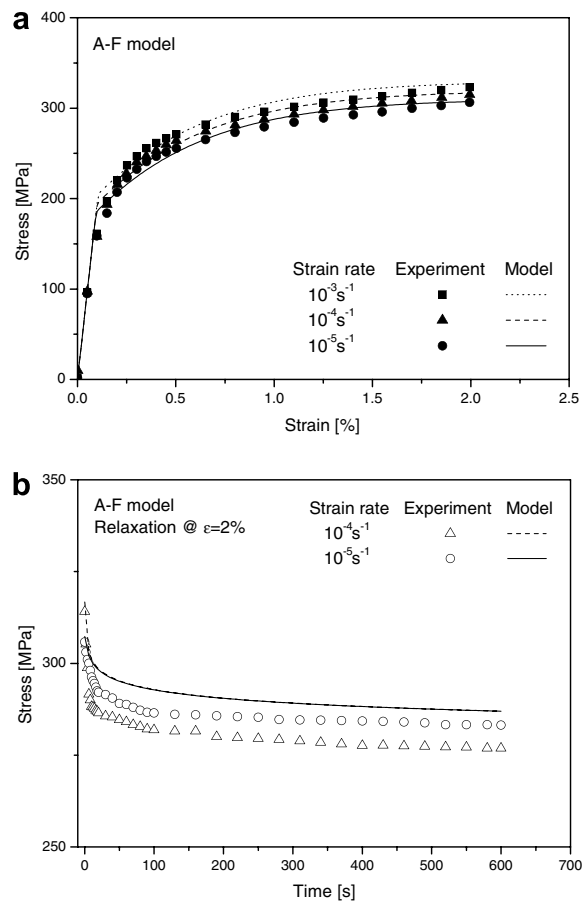 a
400
300
200
100
0
Stress [MPa]
A-F model
Strain rate Experiment Model
10⁻³s⁻¹
10⁻⁴s⁻¹
10⁻⁵s⁻¹
0.0 0.5 1.0 1.5 2.0 2.5
Strain [%]
b
350
300
250
Stress [MPa]
A-F model
Relaxation @ ε=2%
Strain rate Experiment Model
10⁻⁴s⁻¹
10⁻⁵s⁻¹
0 100 200 300 400 500 600 700
Time [s]